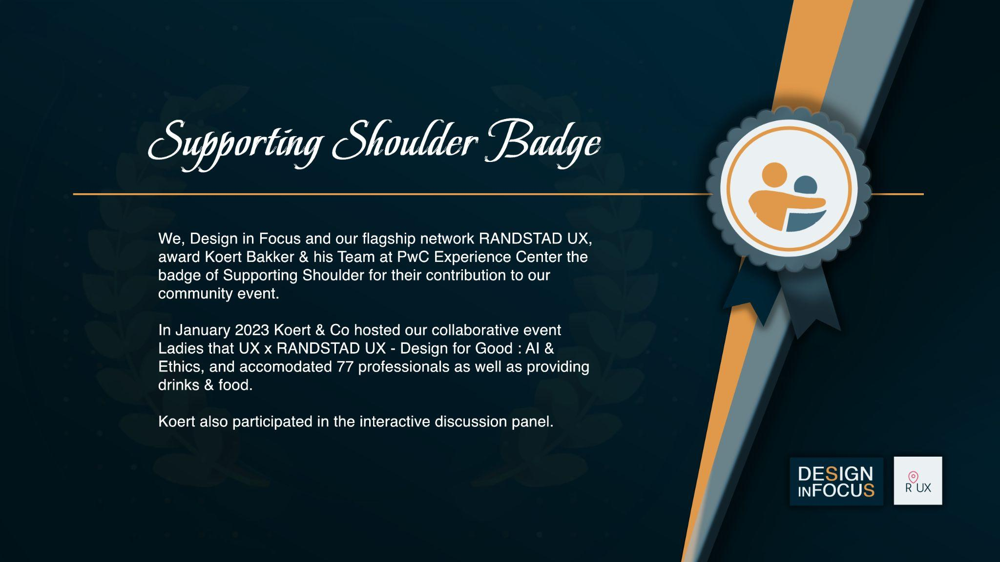 Supporting Shoulder Badge
We, Design in Focus and our flagship network RANDSTAD UX,
award Koert Bakker & his Team at PwC Experience Center the
badge of Supporting Shoulder for their contribution to our
community event.
In January 2023 Koert & Co hosted our collaborative event
Ladies that UX x RANDSTAD UX - Design for Good : AI &
Ethics, and accomodated 77 professionals as well as providing
drinks & food.
Koert also participated in the interactive discussion panel.
DESIGN
INFOCUS
R UX